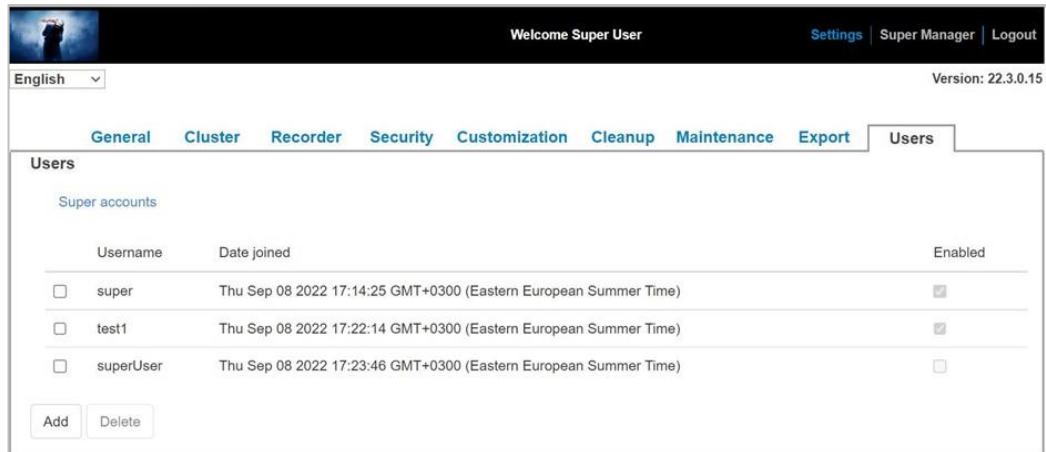 Welcome Super User Settings Super Manager Logout
English Version: 22.3.0.15
General Cluster Recorder Security Customization Cleanup Maintenance Export Users
Users
Super accounts
Username Date joined Enabled
super Thu Sep 08 2022 17:14:25 GMT+0300 (Eastern European Summer Time)
test1 Thu Sep 08 2022 17:22:14 GMT+0300 (Eastern European Summer Time)
superUser Thu Sep 08 2022 17:23:46 GMT+0300 (Eastern European Summer Time)
Add Delete